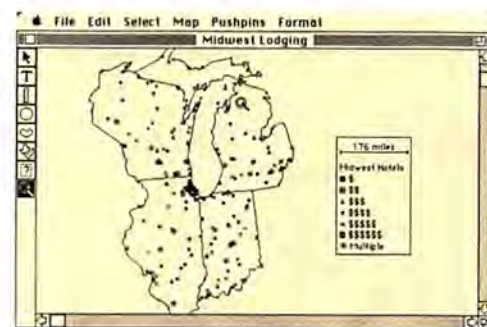 File Edit Select Map Pushpins Format
Midwest Lodging
T
?
176 miles
Midwest Hotels
$
$$
$$$
$$$$
$$$$$
$$$$$$
Multiple